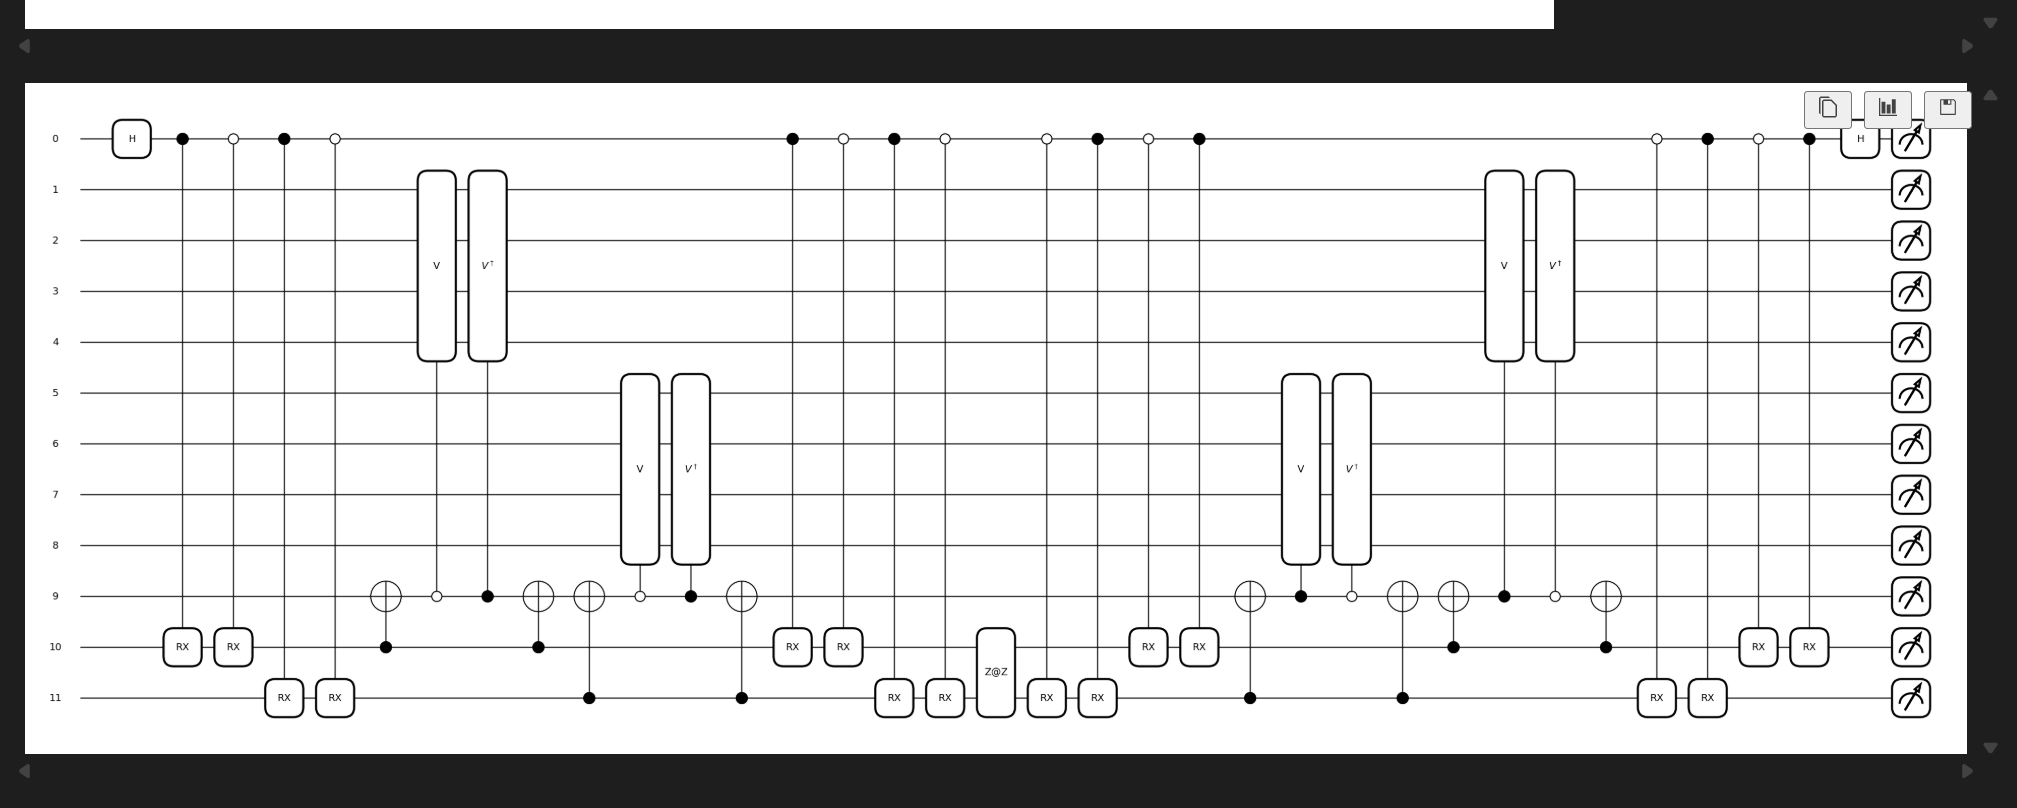 0 H H
1
2 V V† V V†
3
4
5
6 V V† V V†
7
8
9
10 RX RX RX RX Z@Z RX RX RX RX
11 RX RX RX RX RX RX RX RX